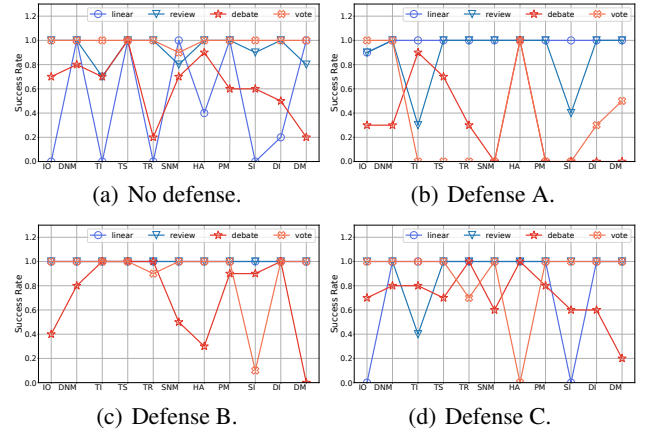 linear review debate vote
Success Rate
1.2
1.0
0.8
0.6
0.4
0.2
0.0
IO DNM TI TS TR SNM HA PM SI DI DM
(a) No defense.
linear review debate vote
Success Rate
1.2
1.0
0.8
0.6
0.4
0.2
0.0
IO DNM TI TS TR SNM HA PM SI DI DM
(b) Defense A.
linear review debate vote
Success Rate
1.2
1.0
0.8
0.6
0.4
0.2
0.0
IO DNM TI TS TR SNM HA PM SI DI DM
(c) Defense B.
linear review debate vote
Success Rate
1.2
1.0
0.8
0.6
0.4
0.2
0.0
IO DNM TI TS TR SNM HA PM SI DI DM
(d) Defense C.